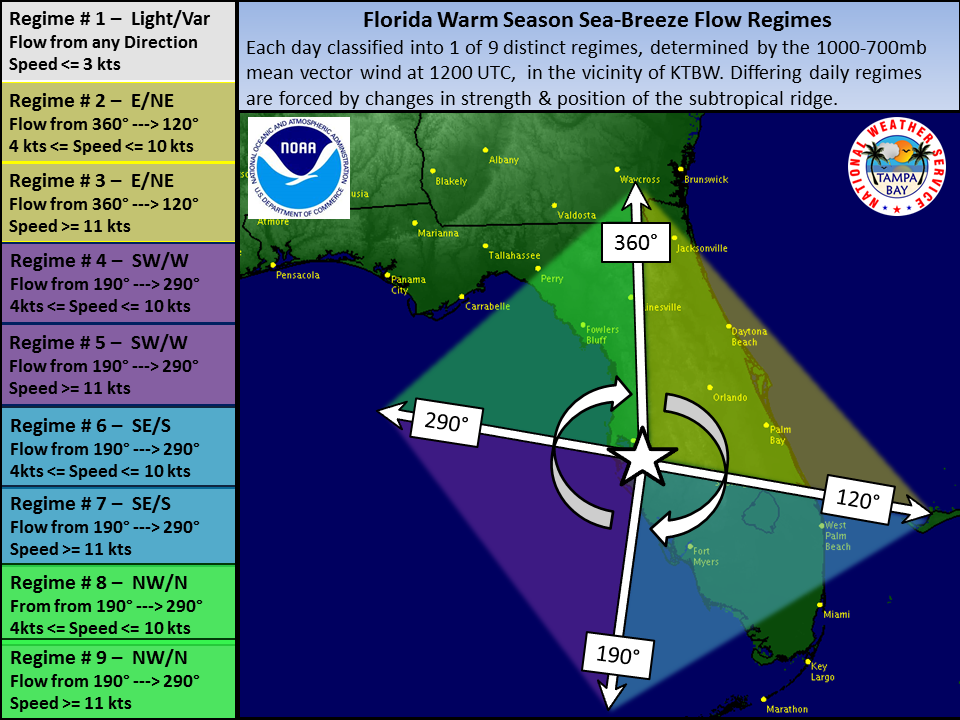 Regime # 1 – Light/Var
Flow from any Direction
Speed <= 3 kts
Regime # 2 – E/NE
Flow from 360° ---> 120°
4 kts <= Speed <= 10 kts
Regime # 3 – E/NE
Flow from 360° ---> 120°
Speed >= 11 kts
Regime # 4 – SW/W
Flow from 190° ---> 290°
4kts <= Speed <= 10 kts
Regime # 5 – SW/W
Flow from 190° ---> 290°
Speed >= 11 kts
Regime # 6 – SE/S
Flow from 190° ---> 290°
4kts <= Speed <= 10 kts
Regime # 7 – SE/S
Flow from 190° ---> 290°
Speed >= 11 kts
Regime # 8 – NW/N
From from 190° ---> 290°
4kts <= Speed <= 10 kts
Regime # 9 – NW/N
Flow from 190° ---> 290°
Speed >= 11 kts
Florida Warm Season Sea-Breeze Flow Regimes
Each day classified into 1 of 9 distinct regimes, determined by the 1000-700mb
mean vector wind at 1200 UTC, in the vicinity of KTBW. Differing daily regimes
are forced by changes in strength & position of the subtropical ridge.
NATIONAL OCEANIC AND ATMOSPHERIC ADMINISTRATION
NOAA
U.S. DEPARTMENT OF COMMERCE
NATIONAL WEATHER SERVICE
TAMPA
BAY
Albany
Blakely
Waycross
Brunswick
usia
Atmore
Valdosta
Marianna
360°
Jacksonville
Tallahassee
Pensacola
Panama
City
Perry
Carrabelle
inesville
Fowlers
Bluff
Daytona
Beach
Orlando
290°
Palm
Bay
120°
West
Palm
Beach
Fort
Myers
Miami
190°
Key
Largo
Marathon